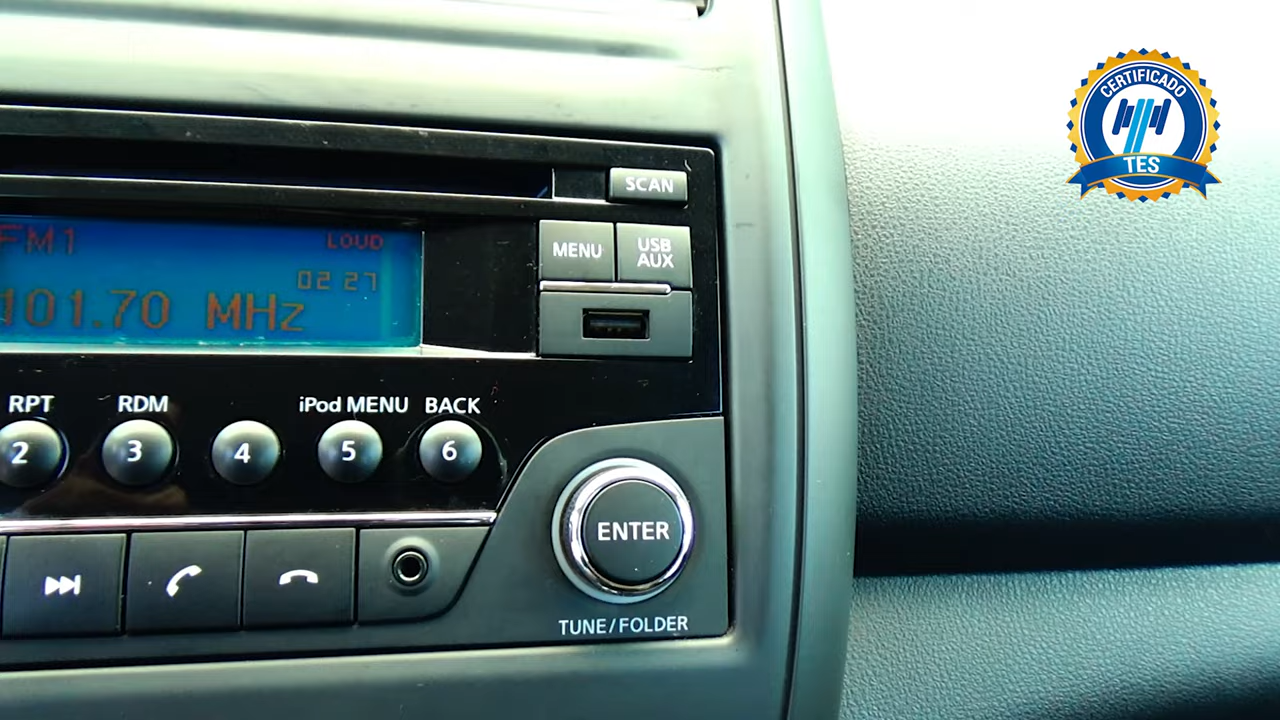 CERTIFICADO
TES
SCAN
MENU
USB
AUX
FM1
LOUD
02 27
101.70 MHz
RPT
RDM
iPod MENU
BACK
2
3
4
5
6
ENTER
TUNE/FOLDER